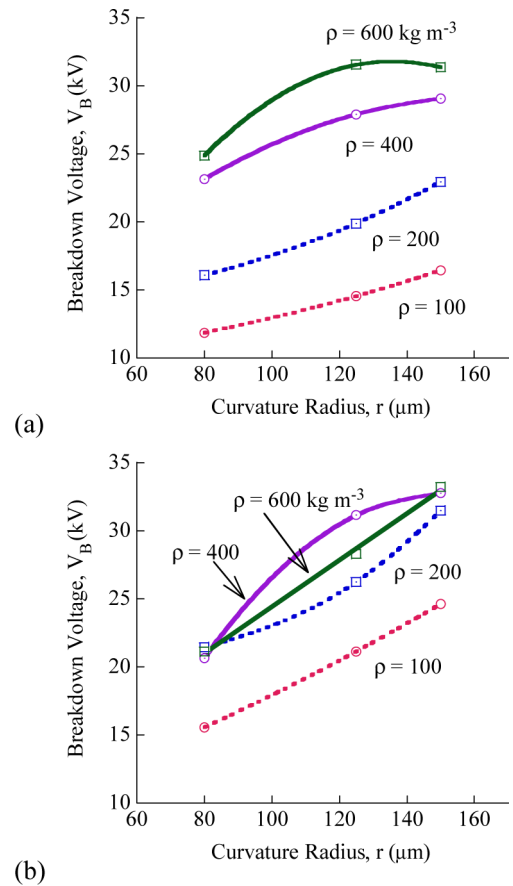 35
30
25
20
15
10
Breakdown Voltage, V_B(kV)
ρ = 600 kg m⁻³
ρ = 400
ρ = 200
ρ = 100
60 80 100 120 140 160
Curvature Radius, r (μm)
(a)
35
30
25
20
15
10
Breakdown Voltage, V_B(kV)
ρ = 600 kg m⁻³
ρ = 400
ρ = 200
ρ = 100
60 80 100 120 140 160
Curvature Radius, r (μm)
(b)